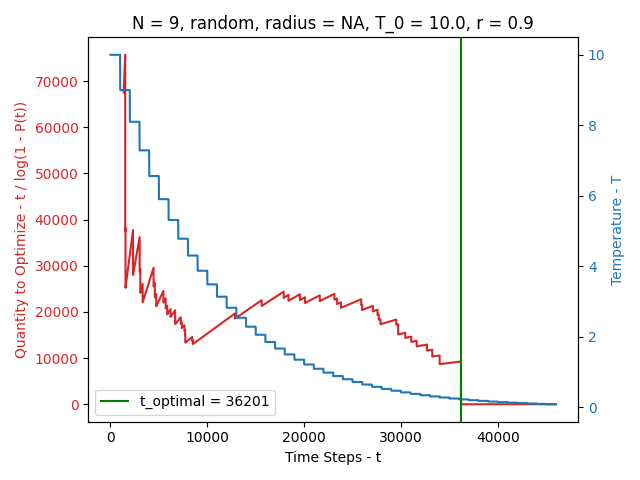 N = 9, random, radius = NA, T_0 = 10.0, r = 0.9
Quantity to Optimize - t / log(1 - P(t))
70000
60000
50000
40000
30000
20000
10000
0
10
8
6
4
2
0
Temperature - T
t_optimal = 36201
0 10000 20000 30000 40000
Time Steps - t